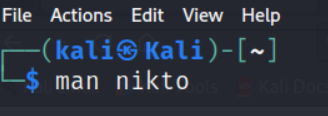 File Actions Edit View Help
(kali㉿Kali)-[~]
$ man nikto